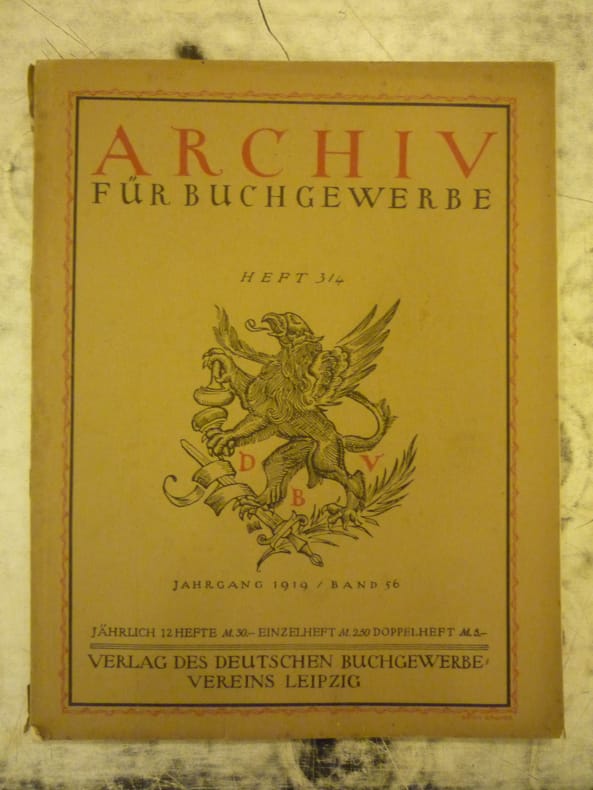 ARCHIV
FÜR BUCHGEWERBE
HEFT 3/4
D V
B
JAHRGANG 1919 / BAND 56
JÄHRLICH 12 HEFTE M. 30.– EINZELHEFT M. 2.50 DOPPELHEFT M. 5.–
VERLAG DES DEUTSCHEN BUCHGEWERBE-
VEREINS LEIPZIG